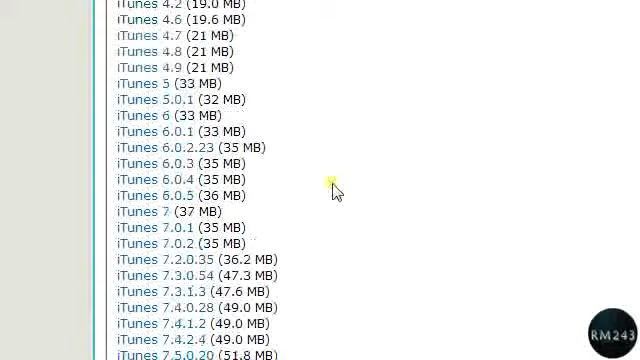 iTunes 4.2 (19.0 MB)
iTunes 4.6 (19.6 MB)
iTunes 4.7 (21 MB)
iTunes 4.8 (21 MB)
iTunes 4.9 (21 MB)
iTunes 5 (33 MB)
iTunes 5.0.1 (32 MB)
iTunes 6 (33 MB)
iTunes 6.0.1 (33 MB)
iTunes 6.0.2.23 (35 MB)
iTunes 6.0.3 (35 MB)
iTunes 6.0.4 (35 MB)
iTunes 6.0.5 (36 MB)
iTunes 7 (37 MB)
iTunes 7.0.1 (35 MB)
iTunes 7.0.2 (35 MB)
iTunes 7.2.0.35 (36.2 MB)
iTunes 7.3.0.54 (47.3 MB)
iTunes 7.3.1.3 (47.6 MB)
iTunes 7.4.0.28 (49.0 MB)
iTunes 7.4.1.2 (49.0 MB)
iTunes 7.4.2.4 (49.0 MB)
iTunes 7.5.0.20 (51.8 MB)
RM243